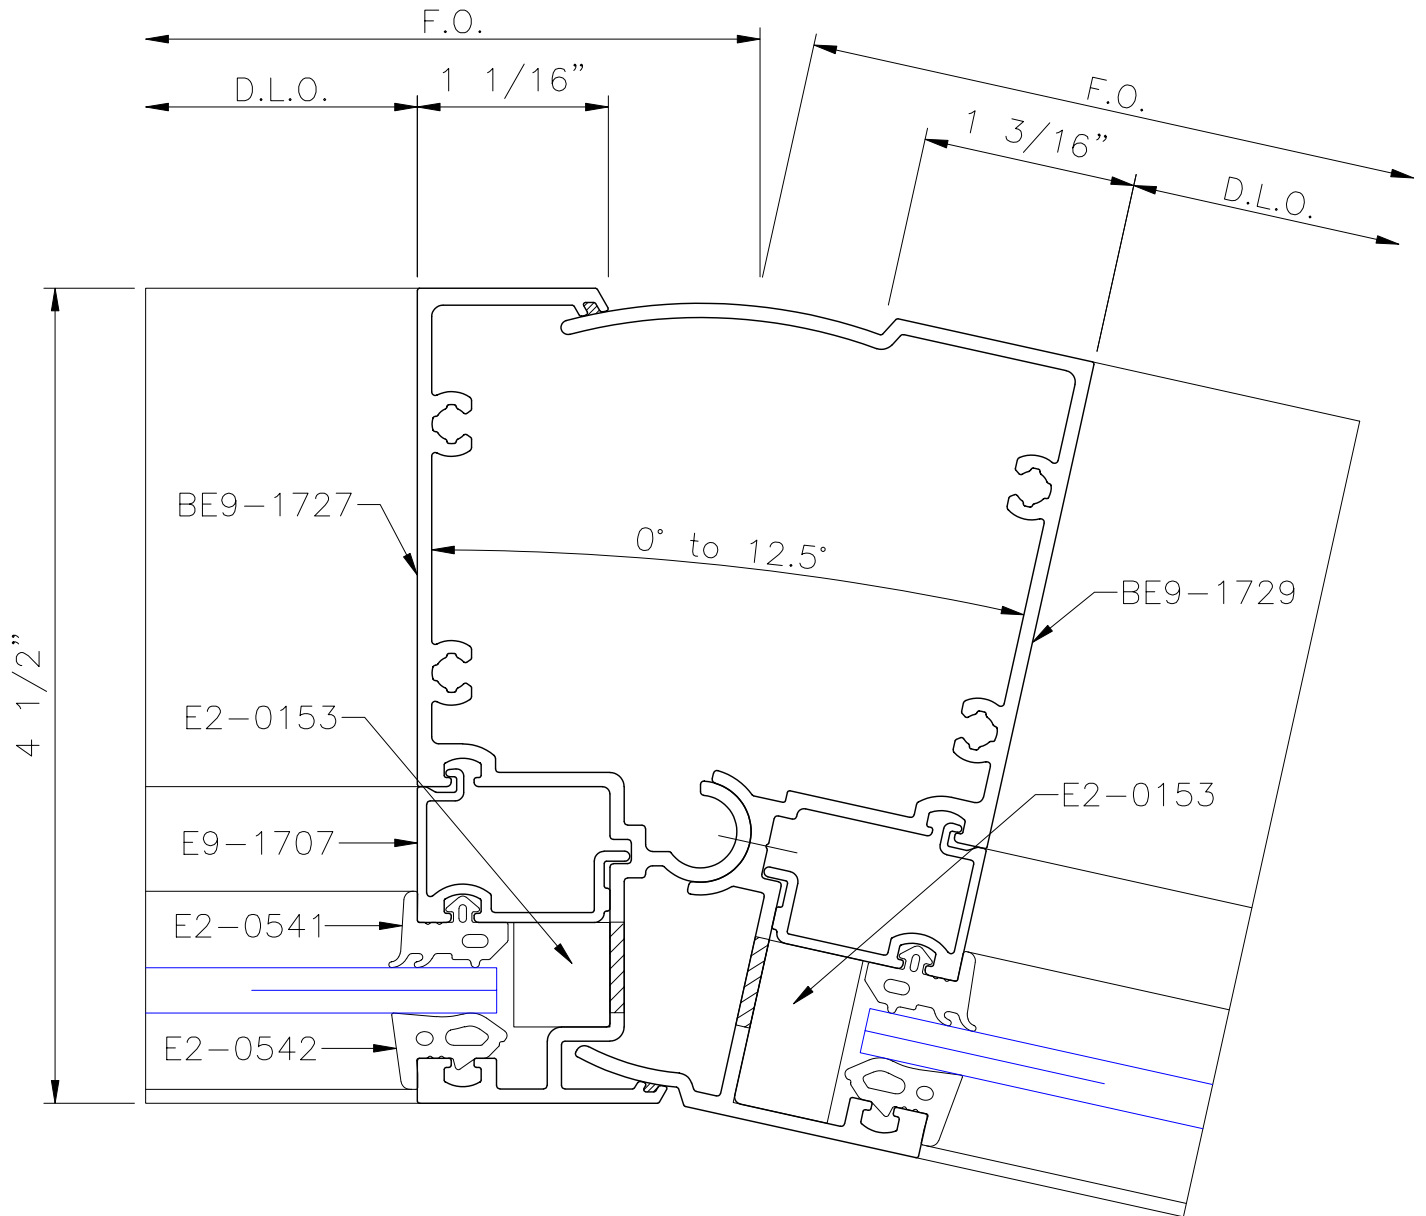 F.O.
D.L.O.
1 1/16”
F.O.
1 3/16”
D.L.O.
BE9-1727
0° to 12.5°
BE9-1729
4 1/2”
E2-0153
E2-0153
E9-1707
E2-0541
E2-0542